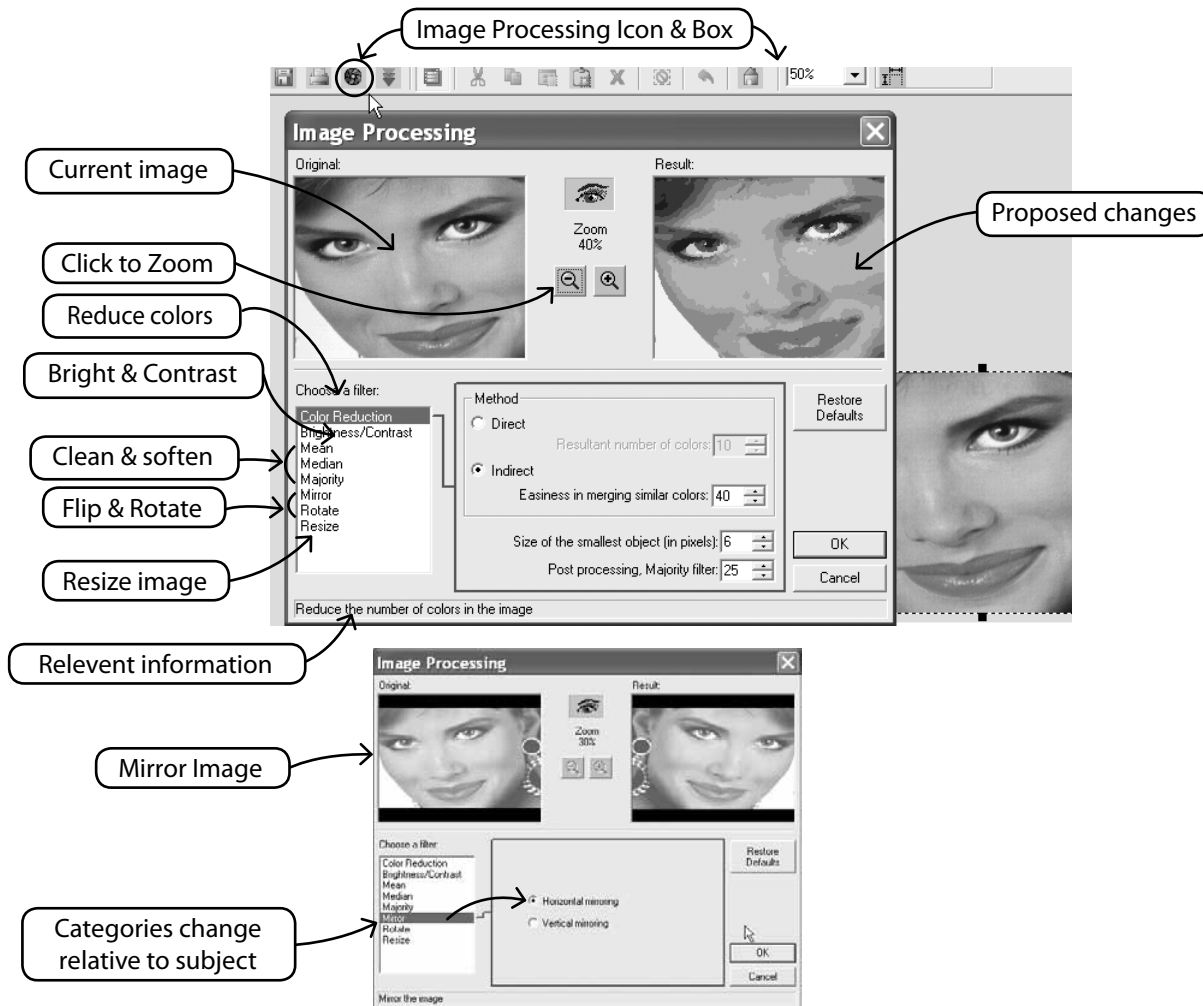 Image Processing Icon & Box
50%
Image Processing
Original:
Result:
Current image
Proposed changes
Zoom
40%
Click to Zoom
Reduce colors
Bright & Contrast
Choose a filter:
Color Reduction
Brightness/Contrast
Mean
Median
Majority
Mirror
Rotate
Resize
Clean & soften
Flip & Rotate
Resize image
Method
Direct
Resultant number of colors: 10
Indirect
Easiness in merging similar colors: 40
Size of the smallest object (in pixels): 6
Post processing, Majority filter: 25
Restore
Defaults
OK
Cancel
Reduce the number of colors in the image
Relevent information
Image Processing
Original:
Result:
Zoom
30%
Mirror Image
Choose a filter:
Color Reduction
Brightness/Contrast
Mean
Median
Majority
Mirror
Rotate
Resize
Horizontal mirroring
Vertical mirroring
Restore
Defaults
OK
Cancel
Categories change
relative to subject
Mirror the image